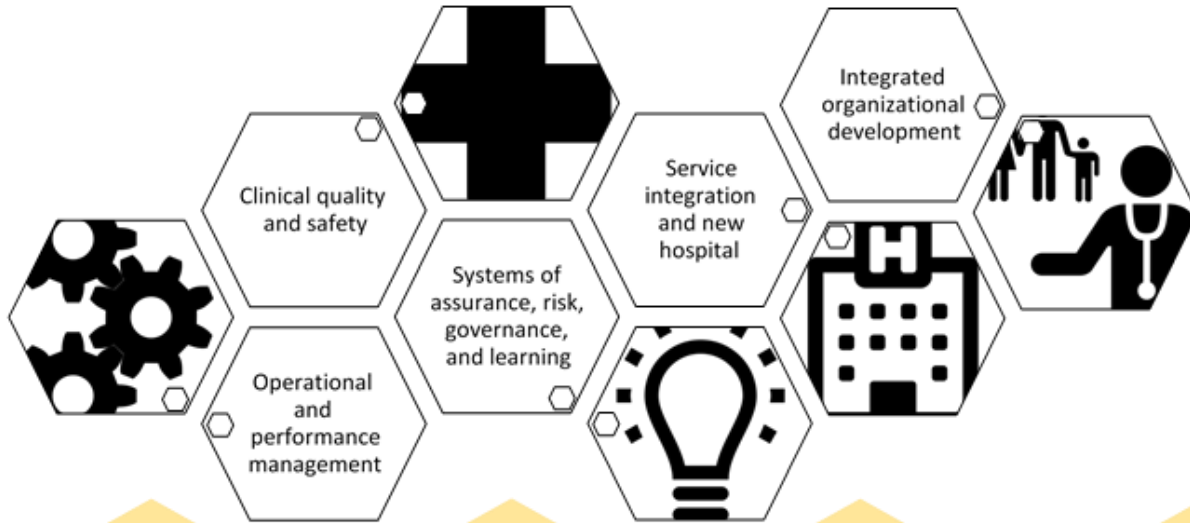 Integrated
organizational
development
Clinical quality
and safety
Service
integration
and new
hospital
H
Systems of
assurance, risk,
governance,
and learning
Operational
and
performance
management